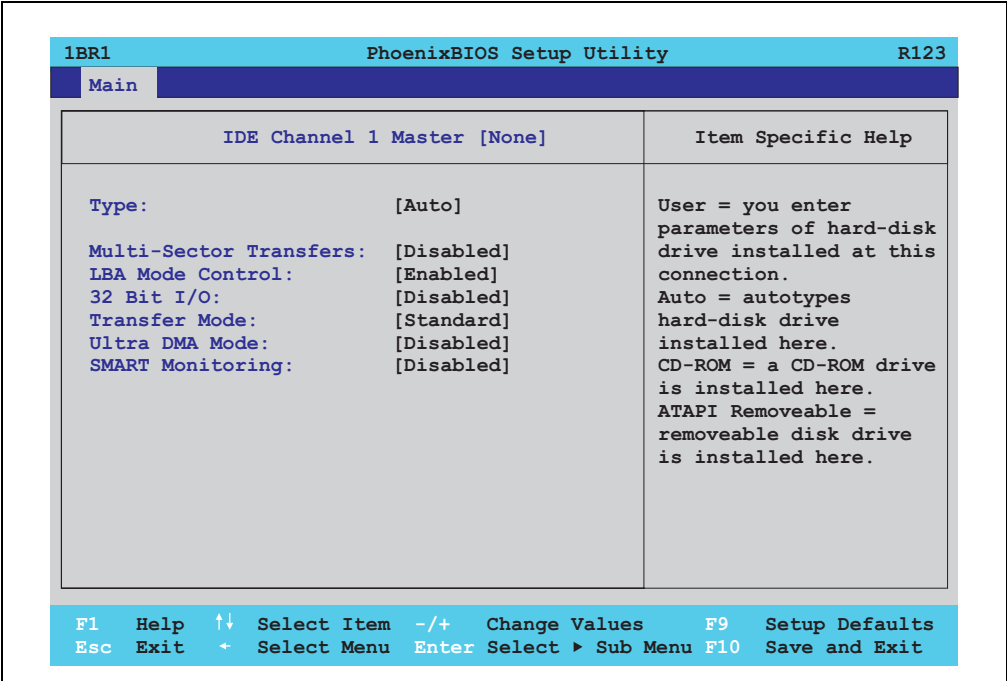 1BR1 PhoenixBIOS Setup Utility R123
Main
IDE Channel 1 Master [None]
Type: [Auto]
Multi-Sector Transfers: [Disabled]
LBA Mode Control: [Enabled]
32 Bit I/O: [Disabled]
Transfer Mode: [Standard]
Ultra DMA Mode: [Disabled]
SMART Monitoring: [Disabled]
Item Specific Help
User = you enter
parameters of hard-disk
drive installed at this
connection.
Auto = autotypes
hard-disk drive
installed here.
CD-ROM = a CD-ROM drive
is installed here.
ATAPI Removeable =
removeable disk drive
is installed here.
F1 Help ↑↓ Select Item -/+ Change Values F9 Setup Defaults
Esc Exit ← Select Menu Enter Select ▶ Sub Menu F10 Save and Exit